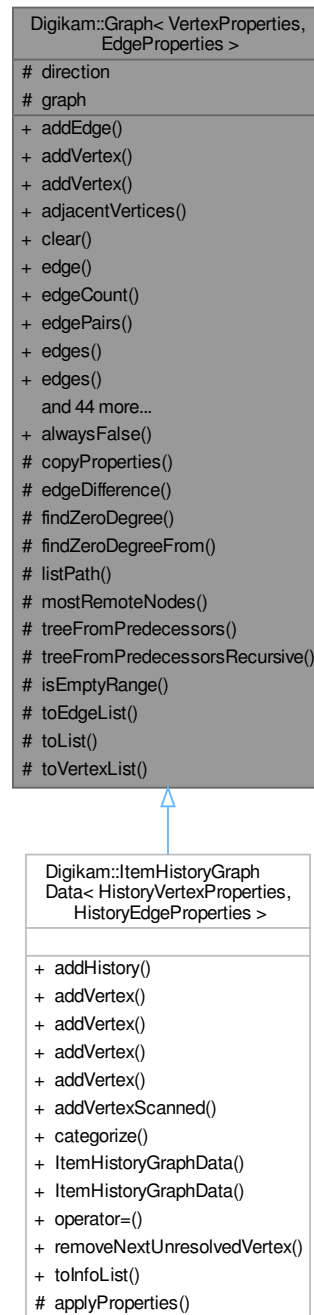 Digikam::Graph< VertexProperties,
EdgeProperties >
# direction
# graph
+ addEdge()
+ addVertex()
+ addVertex()
+ adjacentVertices()
+ clear()
+ edge()
+ edgeCount()
+ edgePairs()
+ edges()
+ edges()
and 44 more...
+ alwaysFalse()
# copyProperties()
# edgeDifference()
# findZeroDegree()
# findZeroDegreeFrom()
# listPath()
# mostRemoteNodes()
# treeFromPredecessors()
# treeFromPredecessorsRecursive()
# isEmptyRange()
# toEdgeList()
# toList()
# toVertexList()
Digikam::ItemHistoryGraph
Data< HistoryVertexProperties,
HistoryEdgeProperties >
+ addHistory()
+ addVertex()
+ addVertex()
+ addVertex()
+ addVertex()
+ addVertexScanned()
+ categorize()
+ ItemHistoryGraphData()
+ ItemHistoryGraphData()
+ operator=()
+ removeNextUnresolvedVertex()
+ toInfoList()
# applyProperties()